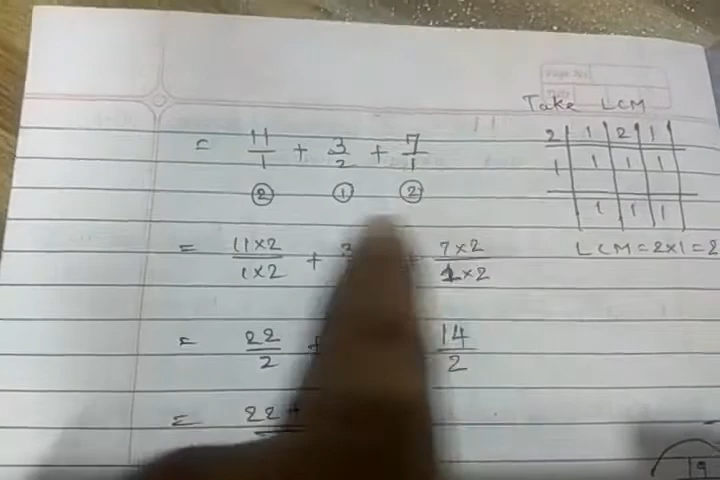 Take LCM
= 11/1 + 3/2 + 7/1
2 | 1 | 2 | 1 |
1 | 1 | 1 | 1 |
| 1 | 1 | 1 |
② ① ②
= 11×2/1×2 + 3 + 7×2/1×2
LCM = 2×1 = 2
= 22/2 + 14/2
= 22 +
19